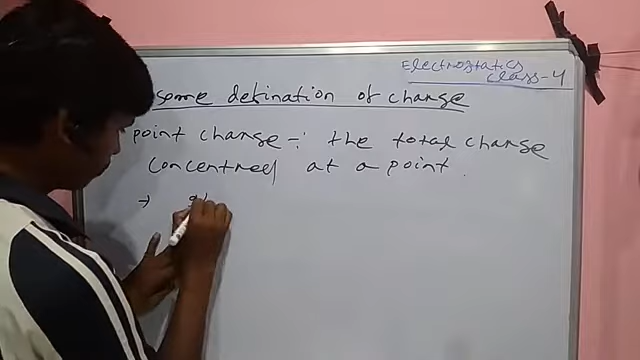 Electrostatics
class-4
some defination of charge
point charge -: the total charge
concentred at a point.
→